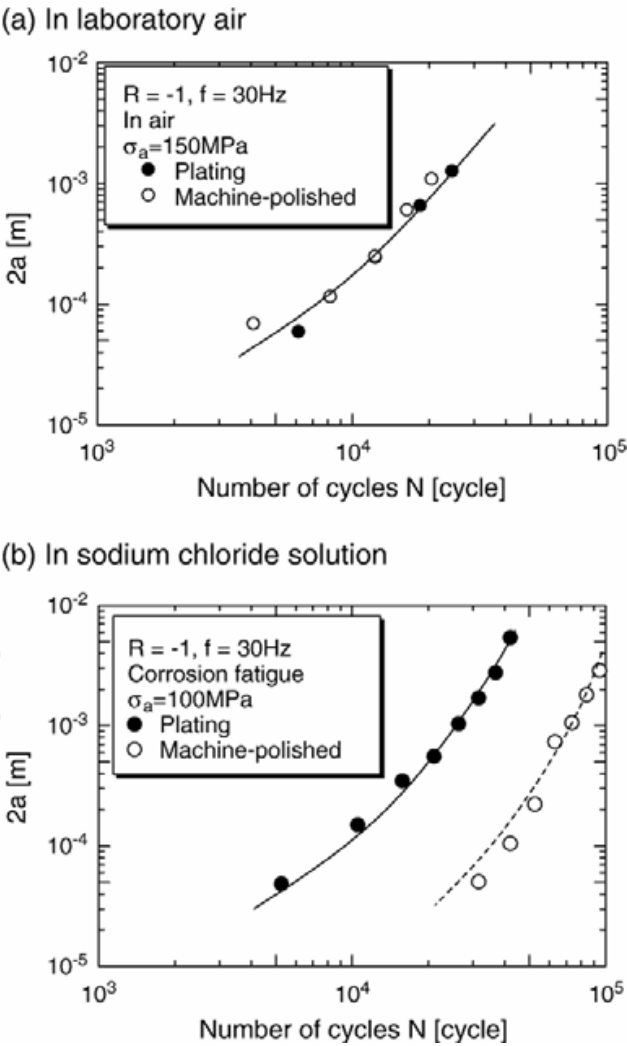 (a) In laboratory air
10⁻²
R = -1, f = 30Hz
In air
σₐ=150MPa
Plating
Machine-polished
10⁻³
2a [m]
10⁻⁴
10⁻⁵
10³ 10⁴ 10⁵
Number of cycles N [cycle]
(b) In sodium chloride solution
10⁻²
R = -1, f = 30Hz
Corrosion fatigue
σₐ=100MPa
Plating
Machine-polished
10⁻³
2a [m]
10⁻⁴
10⁻⁵
10³ 10⁴ 10⁵
Number of cycles N [cycle]